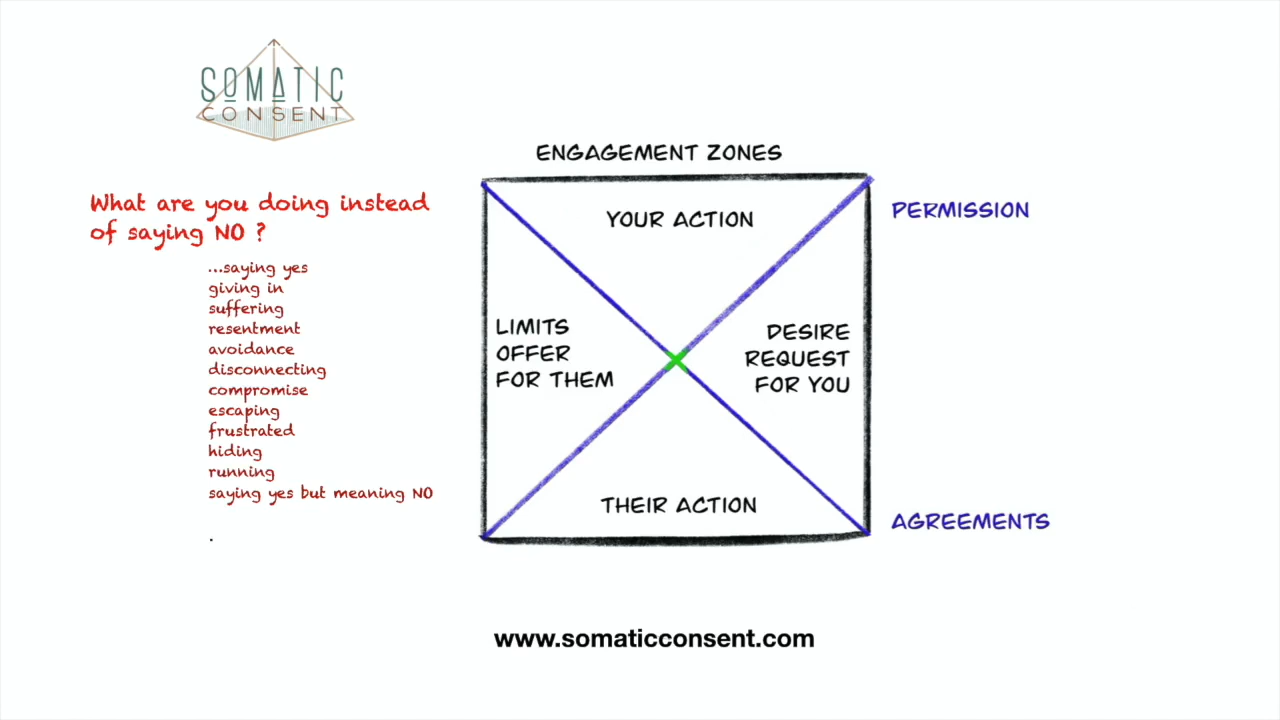 SOMATIC
CONSENT
What are you doing instead
of saying NO ?
...saying yes
giving in
suffering
resentment
avoidance
disconnecting
compromise
escaping
frustrated
hiding
running
saying yes but meaning NO
.
ENGAGEMENT ZONES
YOUR ACTION
PERMISSION
LIMITS
OFFER
FOR THEM
DESIRE
REQUEST
FOR YOU
THEIR ACTION
AGREEMENTS
www.somaticconsent.com